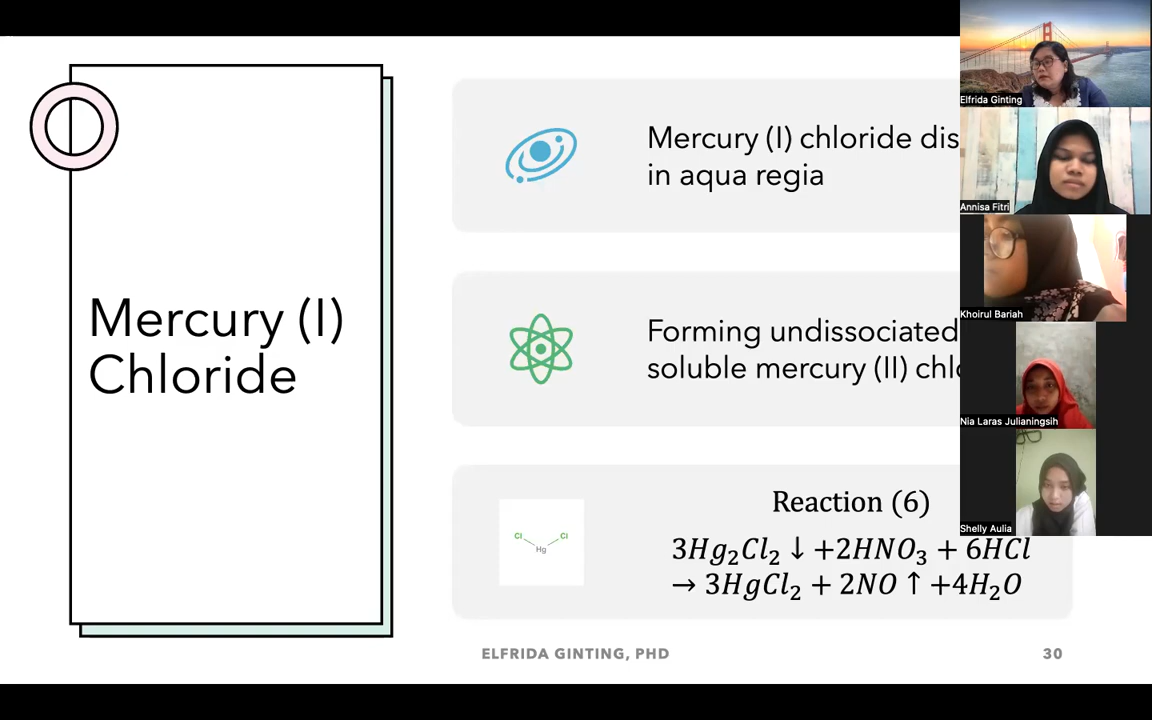 Mercury (I)
Chloride
Mercury (I) chloride
in aqua regia
Forming undissociated
soluble mercury (II)
Cl Cl
Hg
Reaction (6)
3Hg₂Cl₂ ↓ +2HNO₃ + 6HCl
→ 3HgCl₂ + 2NO ↑ +4H₂O
ELFRIDA GINTING, PHD
30
Elfrida Ginting
Annisa Fitri
Khoirul Bariah
Nia Laras Julianingsih
Shelly Aulia